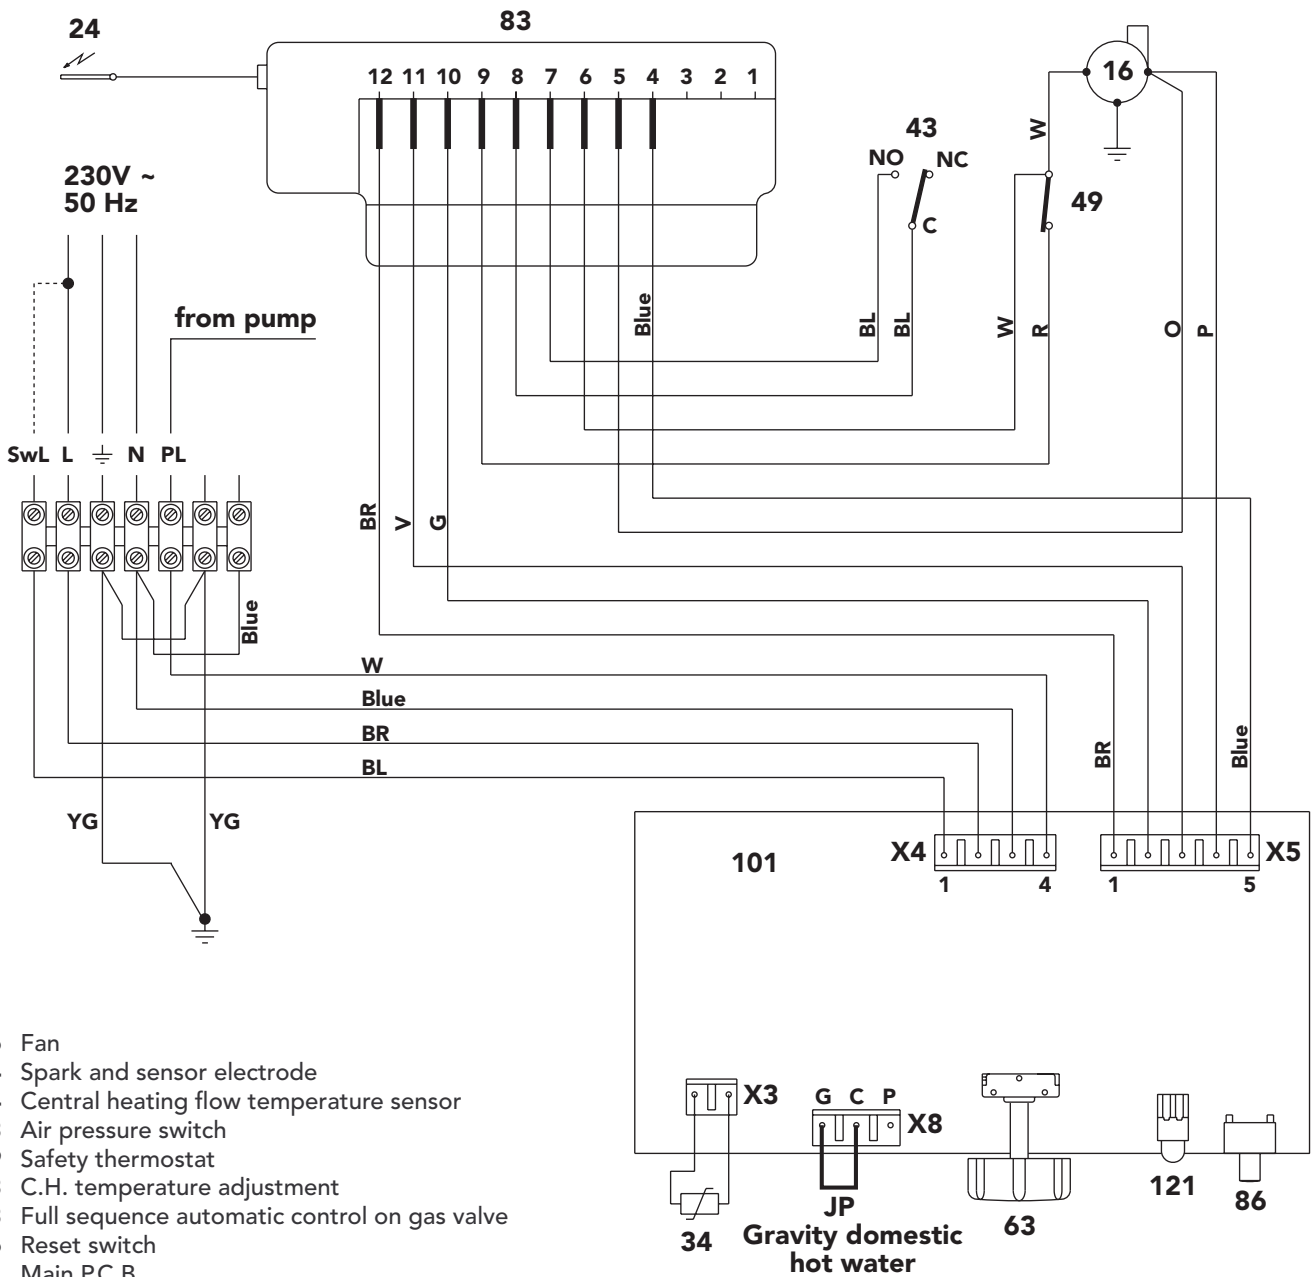 24
83
12 11 10 9 8 7 6 5 4 3 2 1
16
W
43
NO NC
C
49
230V ~
50 Hz
from pump
Blue
BL
BL
W
R
O
P
SwL L N PL
BR
V
G
Blue
W
Blue
BR
BL
BR
Blue
YG YG
101
X4
1 4
X5
1 5
X3
G C P
X8
34
JP
Gravity domestic
hot water
63
121
86
Fan
Spark and sensor electrode
Central heating flow temperature sensor
Air pressure switch
Safety thermostat
C.H. temperature adjustment
Full sequence automatic control on gas valve
Reset switch
Main P.C.B.